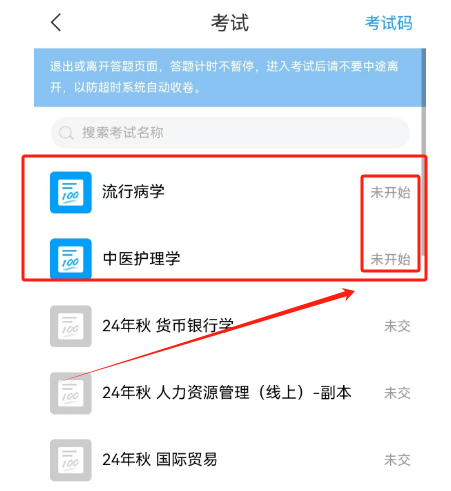 考试
考试码
退出或离开答题页面，答题计时不暂停，进入考试后请不要中途离
开，以防超时系统自动收卷。
搜索考试名称
100
流行病学
未开始
100
中医护理学
未开始
100
24年秋 货币银行学
未交
100
24年秋 人力资源管理（线上）-副本
未交
100
24年秋 国际贸易
未交